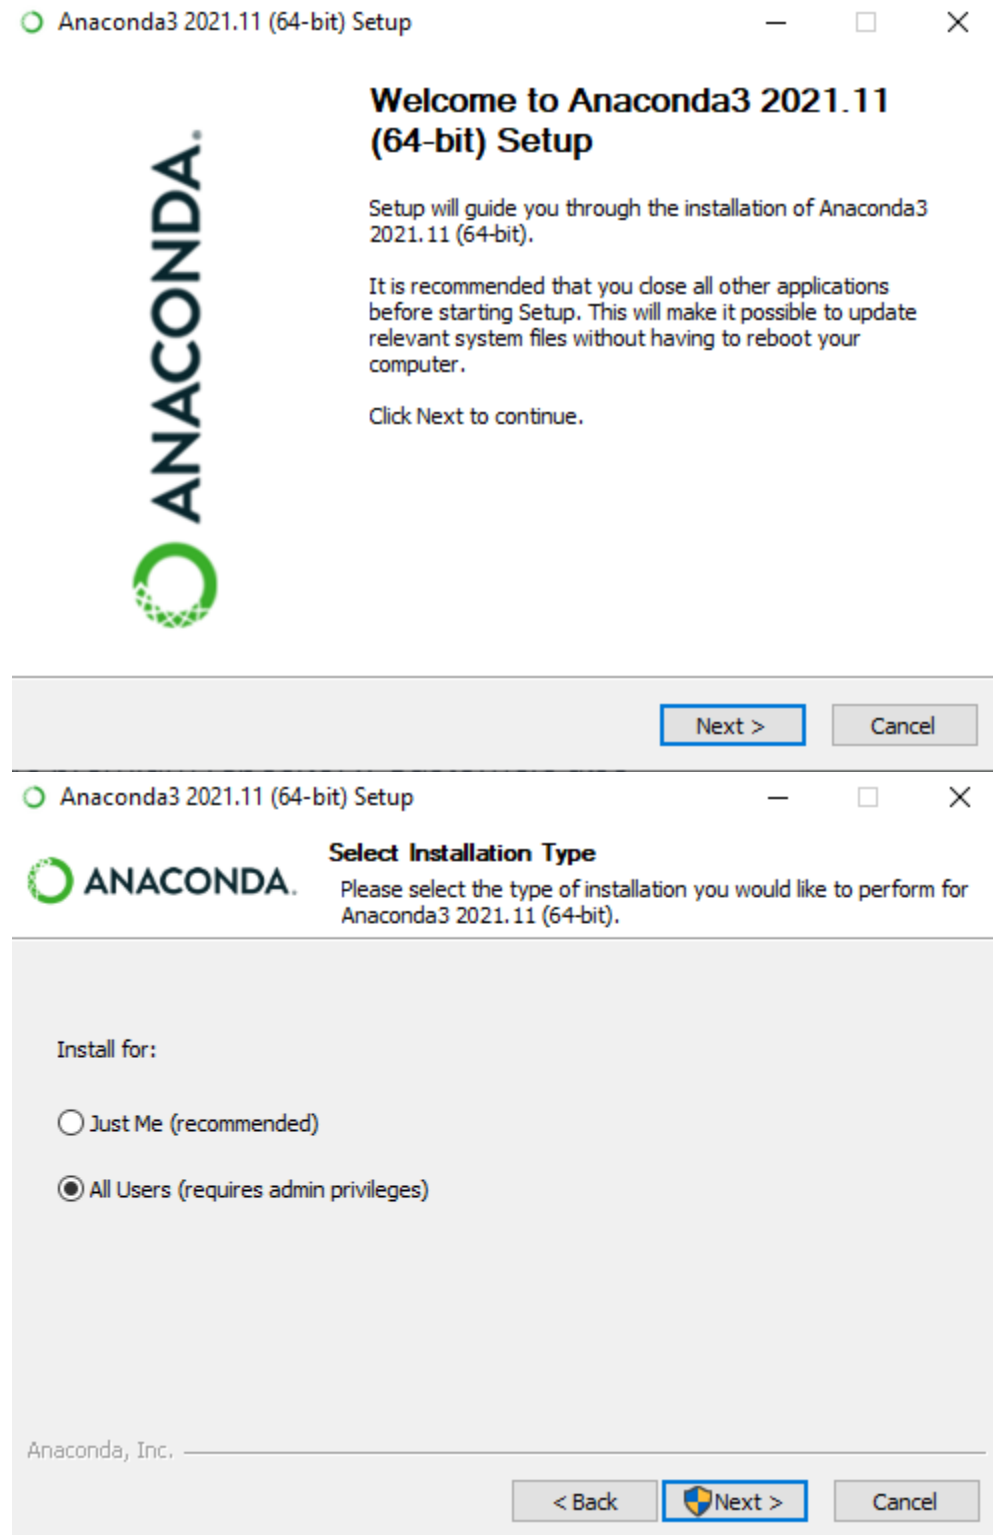 Anaconda3 2021.11 (64-bit) Setup
Welcome to Anaconda3 2021.11
(64-bit) Setup
ANACONDA.
Setup will guide you through the installation of Anaconda3
2021.11 (64-bit).
It is recommended that you close all other applications
before starting Setup. This will make it possible to update
relevant system files without having to reboot your
computer.
Click Next to continue.
Next >
Cancel
Anaconda3 2021.11 (64-bit) Setup
ANACONDA.
Select Installation Type
Please select the type of installation you would like to perform for
Anaconda3 2021.11 (64-bit).
Install for:
Just Me (recommended)
All Users (requires admin privileges)
Anaconda, Inc.
< Back
Next >
Cancel